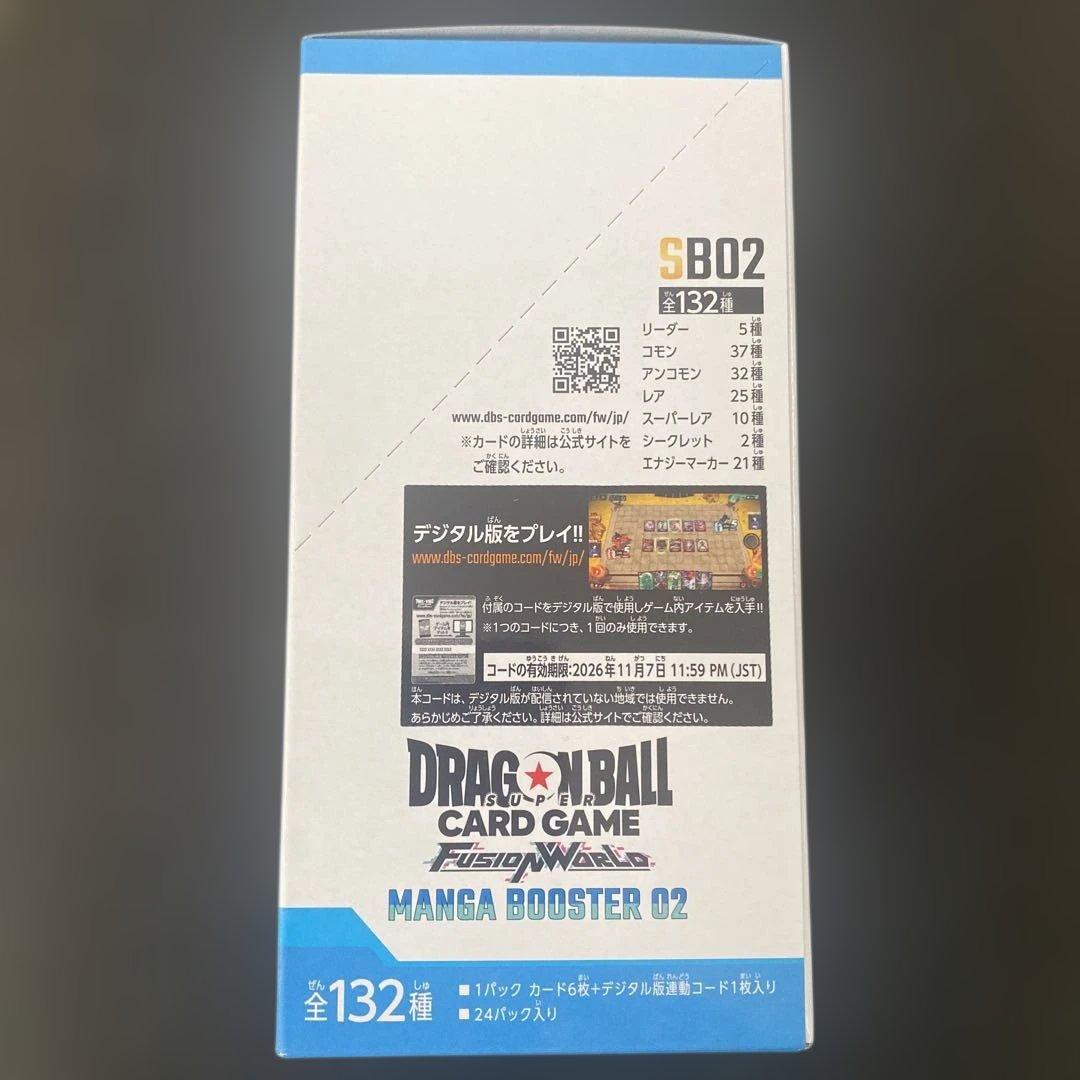 SB02
全132種
リーダー 5種
コモン 37種
アンコモン 32種
レア 25種
スーパーレア 10種
シークレット 2種
エナジーマーカー 21種
www.dbs-cardgame.com/fw/jp/
※カードの詳細は公式サイトを
ご確認ください。
デジタル版をプレイ!!
www.dbs-cardgame.com/fw/jp/
付属のコードをデジタル版で使用しゲーム内アイテムを入手!!
※1つのコードにつき、1回のみ使用できます。
コードの有効期限:2026年11月7日 11:59 PM(JST)
本コードは、デジタル版が配信されていない地域では使用できません。
あらかじめご了承ください。詳細は公式サイトでご確認ください。
DRAGON BALL
SUPER
CARD GAME
FUSION WORLD
MANGA BOOSTER 02
全132種
■1パック カード6枚+デジタル版連動コード1枚入り
■24パック入り